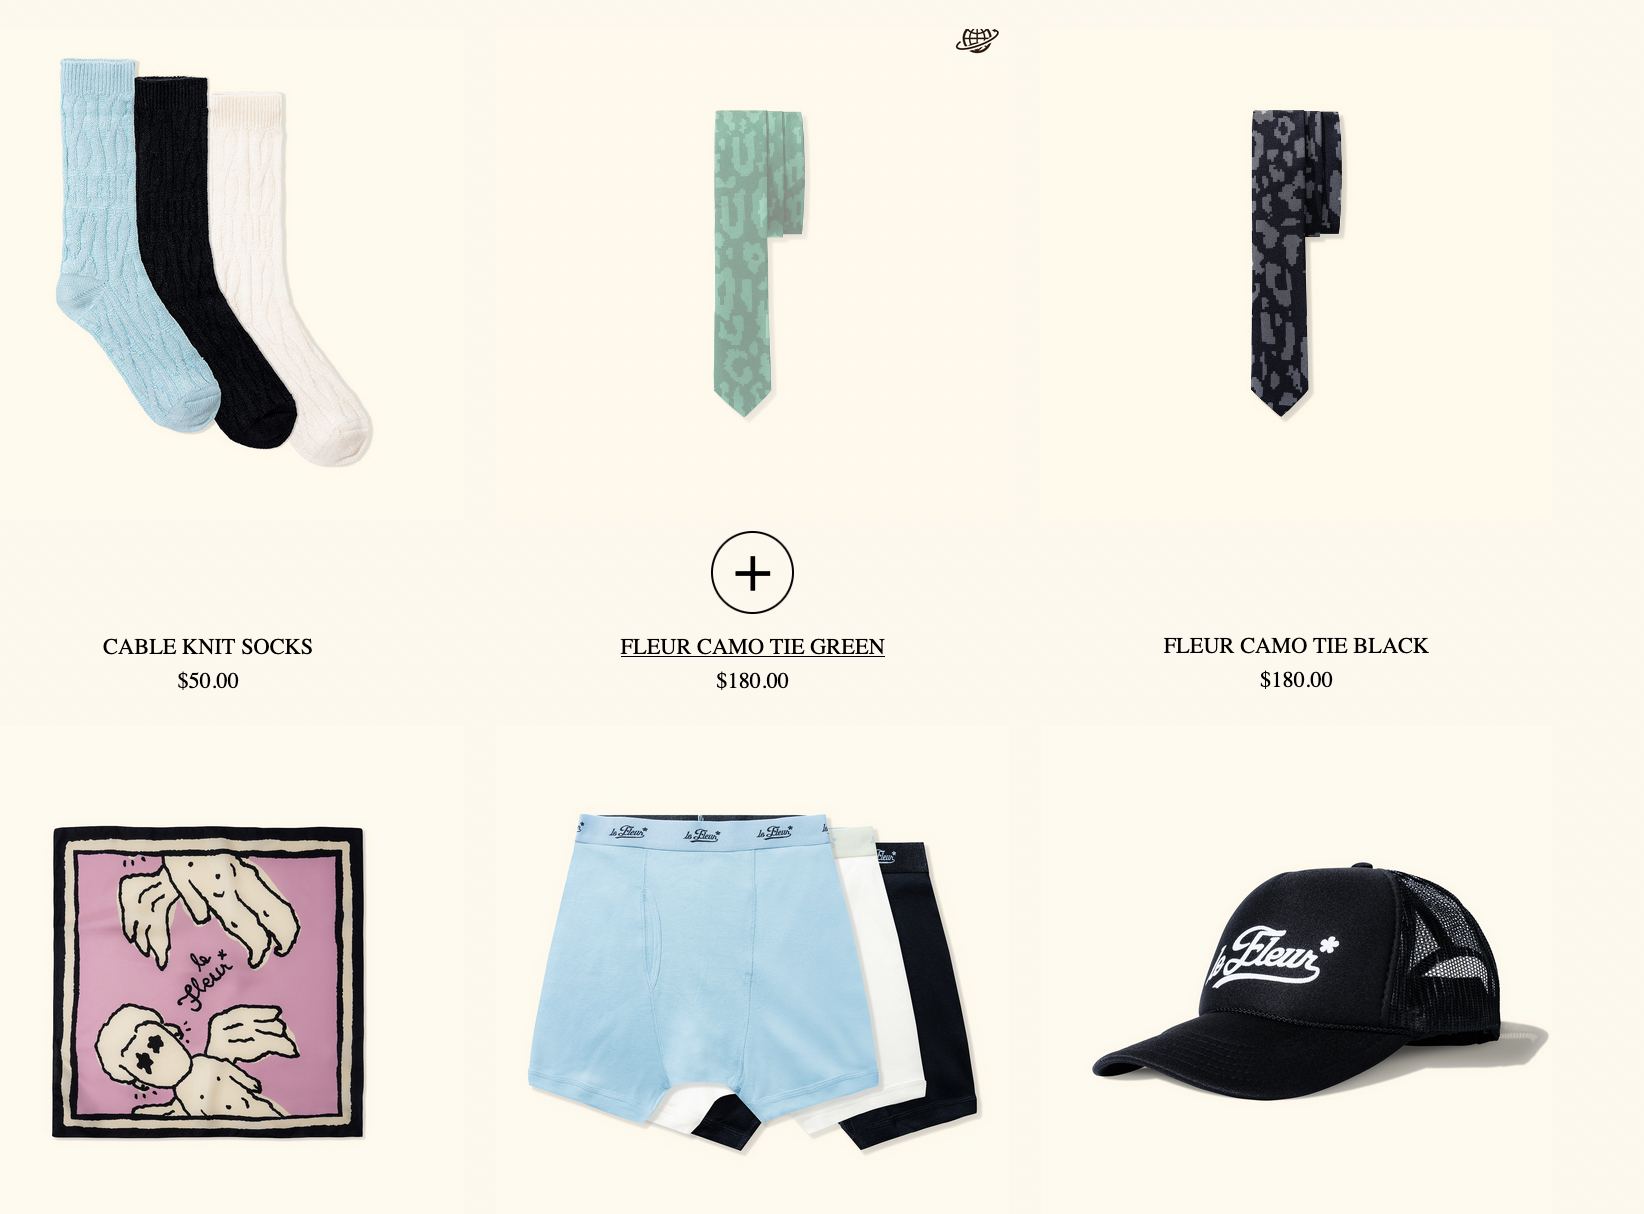 CABLE KNIT SOCKS
$50.00
FLEUR CAMO TIE GREEN
$180.00
FLEUR CAMO TIE BLACK
$180.00
le
Fleur*
le Fleur* le Fleur* le Fleur* le
Fleur*
le Fleur*